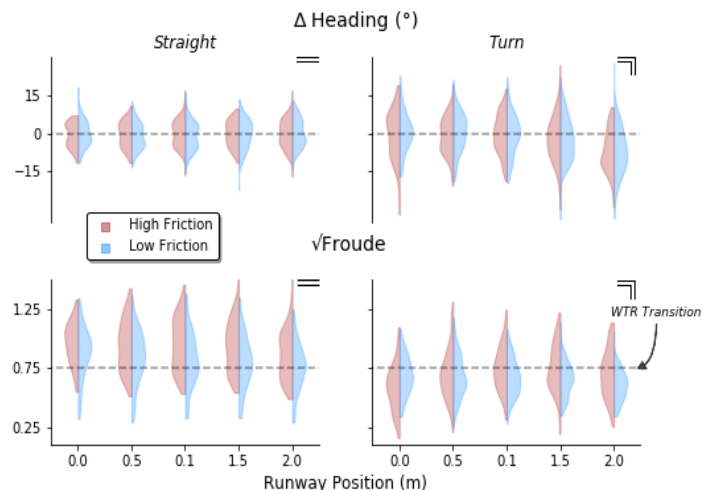 Δ Heading (°)
Straight
Turn
15
0
−15
High Friction
Low Friction
√Froude
1.25
0.75
0.25
WTR Transition
0.0 0.5 0.1 1.5 2.0
0.0 0.5 0.1 1.5 2.0
Runway Position (m)